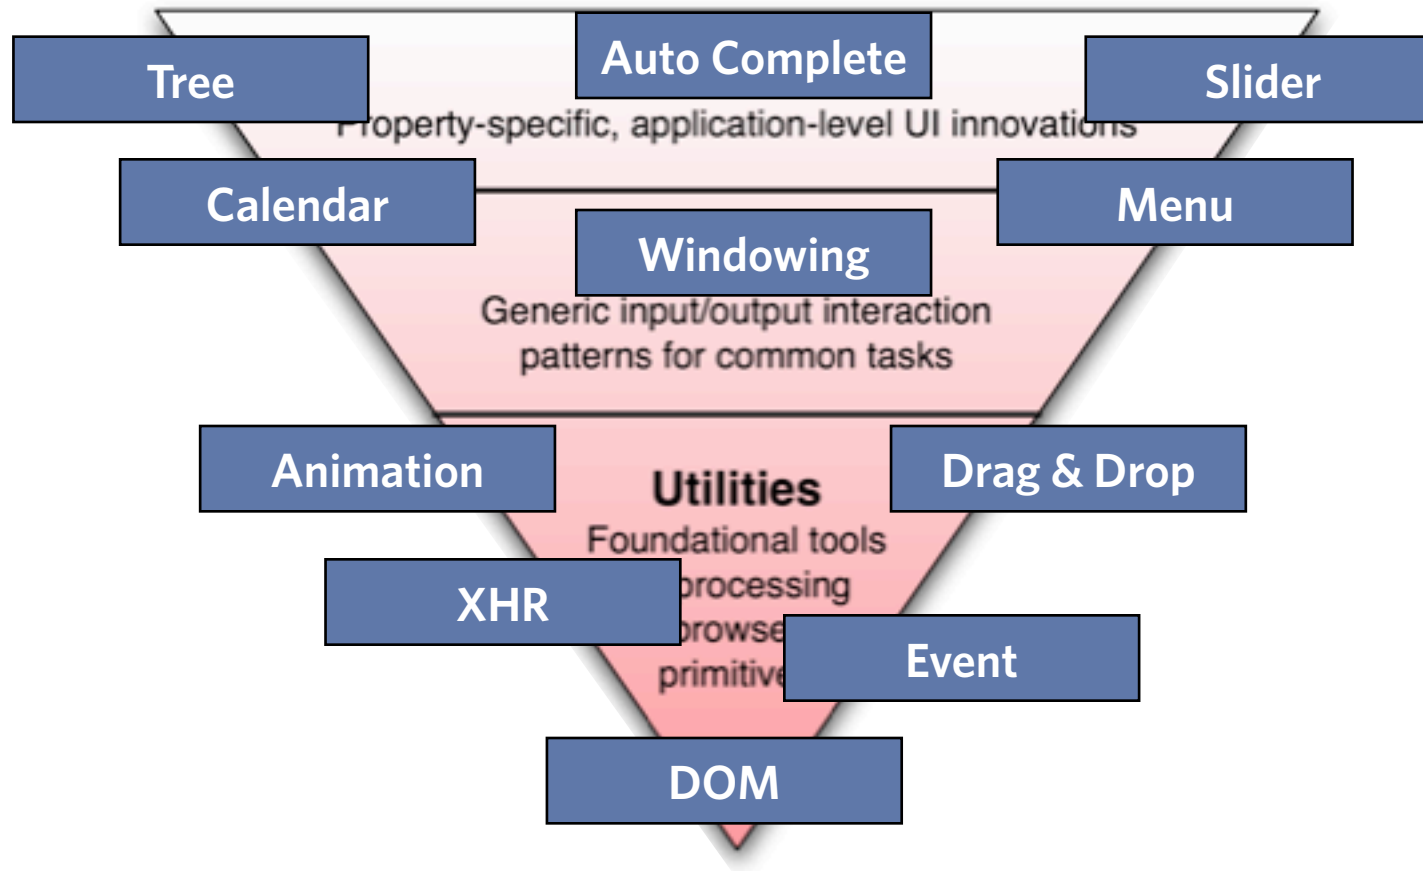 Auto Complete
Tree
Slider
Property-specific, application-level UI innovations
Calendar
Menu
Windowing
Generic input/output interaction
patterns for common tasks
Animation
Drag & Drop
Utilities
Foundational tools
XHR
processing
Event
DOM